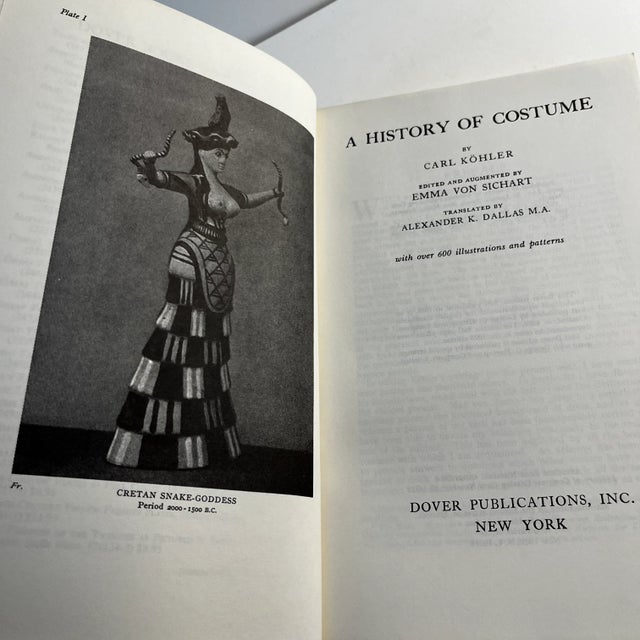 Plate I
Fr.
CRETAN SNAKE-GODDESS
Period 2000-1500 B.C.
A HISTORY OF COSTUME
BY
CARL KÖHLER
EDITED AND AUGMENTED BY
EMMA VON SICHART
TRANSLATED BY
ALEXANDER K. DALLAS M.A.
with over 600 illustrations and patterns
DOVER PUBLICATIONS, INC.
NEW YORK